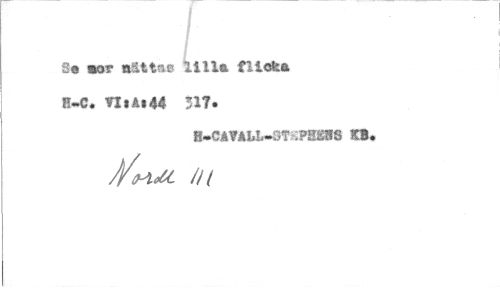 Se mor nättas lilla flicka
H-C. VI:A:44 317.
H-CAVALL-STEPHENS KB.
Nordl III